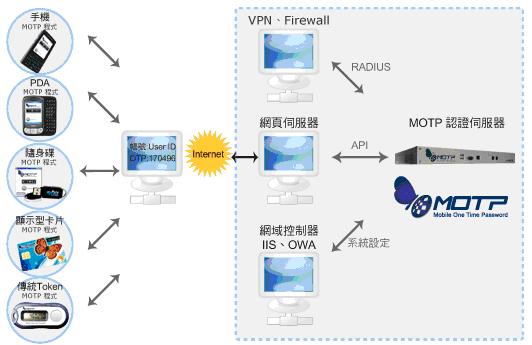 手機
MOTP 程式
PDA
MOTP 程式
隨身碟
MOTP 程式
顯示型卡片
MOTP 程式
傳統Token
MOTP 程式
帳號:User ID
OTP:170496
Internet
VPN、Firewall
RADIUS
網頁伺服器
API
網域控制器
IIS、OWA
系統設定
MOTP 認證伺服器
MOTP
MOTP
Mobile One Time Password